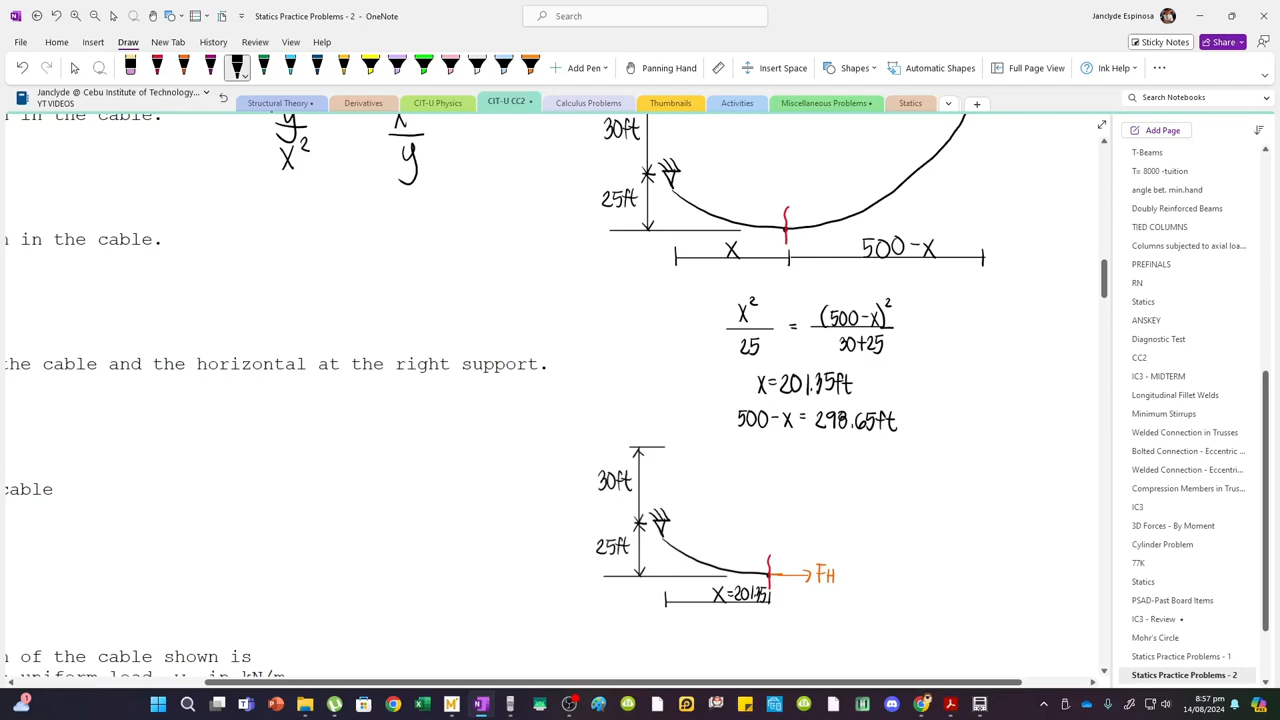 Statics Practice Problems - 2 - OneNote
Search
Janclyde Espinosa
File Home Insert Draw New Tab History Review View Help
Sticky Notes
Share
Add Pen
Panning Hand
Insert Space
Shapes
Automatic Shapes
Full Page View
Ink Help
Janclyde @ Cebu Institute of Technology...
YT VIDEOS
Structural Theory
Derivatives
CIT-U Physics
CIT-U CC2
Calculus Problems
Thumbnails
Activities
Miscellaneous Problems
Statics
Search Notebooks
n in the cable.
y
x²
x
y
30ft
25ft
x
500-x
n in the cable.
x²
25
=
(500-x)²
30+25
the cable and the horizontal at the right support.
x=201.35ft
500-x = 298.65ft
30ft
cable
25ft
FH
x=201.35
n of the cable shown is
Add Page
T-Beams
T= 8000 -tuition
angle bet. min.hand
Doubly Reinforced Beams
TIED COLUMNS
Columns subjected to axial loa...
PREFINALS
RN
Statics
ANSKEY
Diagnostic Test
CC2
IC3 - MIDTERM
Longitudinal Fillet Welds
Minimum Stirrups
Welded Connection in Trusses
Bolted Connection - Eccentric ...
Welded Connection - Eccentri...
Compression Members in Trus...
IC3
3D Forces - By Moment
Cylinder Problem
77K
Statics
PSAD-Past Board Items
IC3 - Review
Mohr's Circle
Statics Practice Problems - 1
Statics Practice Problems - 2
8:57 pm
14/08/2024